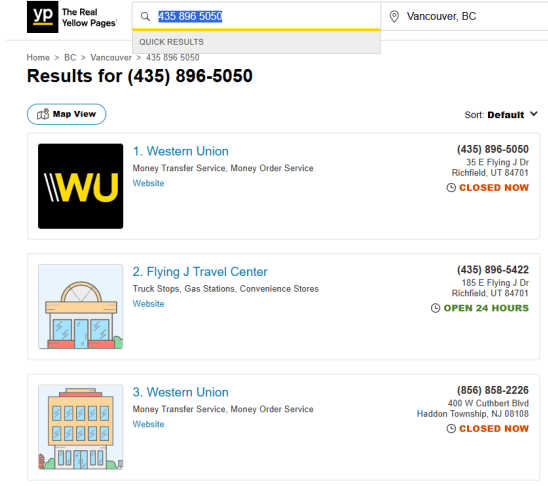 yp The Real
Yellow Pages
435 896 5050
Vancouver, BC
QUICK RESULTS
Home > BC > Vancouver > 435 896 5050
Results for (435) 896-5050
Map View
Sort: Default
WU
1. Western Union
Money Transfer Service, Money Order Service
Website
(435) 896-5050
35 E Flying J Dr
Richfield, UT 84701
CLOSED NOW
2. Flying J Travel Center
Truck Stops, Gas Stations, Convenience Stores
Website
(435) 896-5422
185 E Flying J Dr
Richfield, UT 84701
OPEN 24 HOURS
3. Western Union
Money Transfer Service, Money Order Service
Website
(856) 858-2226
400 W Cuthbert Blvd
Haddon Township, NJ 08108
CLOSED NOW